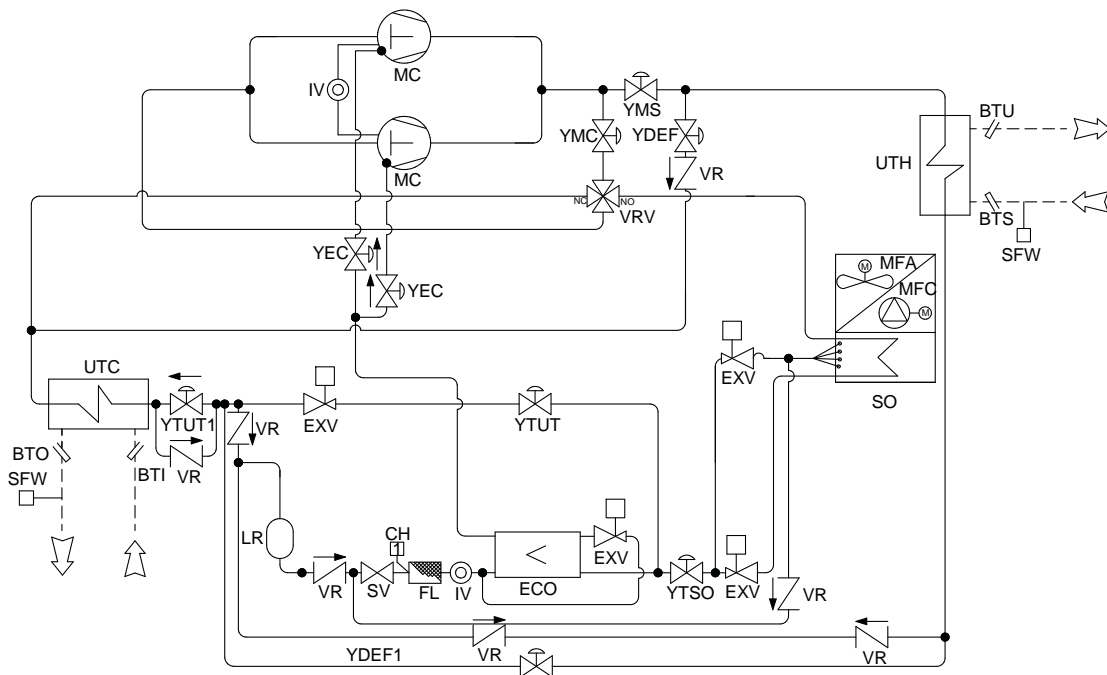 MC
IV
MC
YMS
YMC
YDEF
VR
BTU
UTH
BTS
SFW
NC
NO
VRV
YEC
YEC
M
MFA
MFC
M
SO
UTC
YTUT1
VR
EXV
YTUT
EXV
BTO
BTI
VR
SFW
LR
CH
1
VR
SV
FL
IV
ECO
EXV
YTSO
EXV
VR
VR
VR
YDEF1